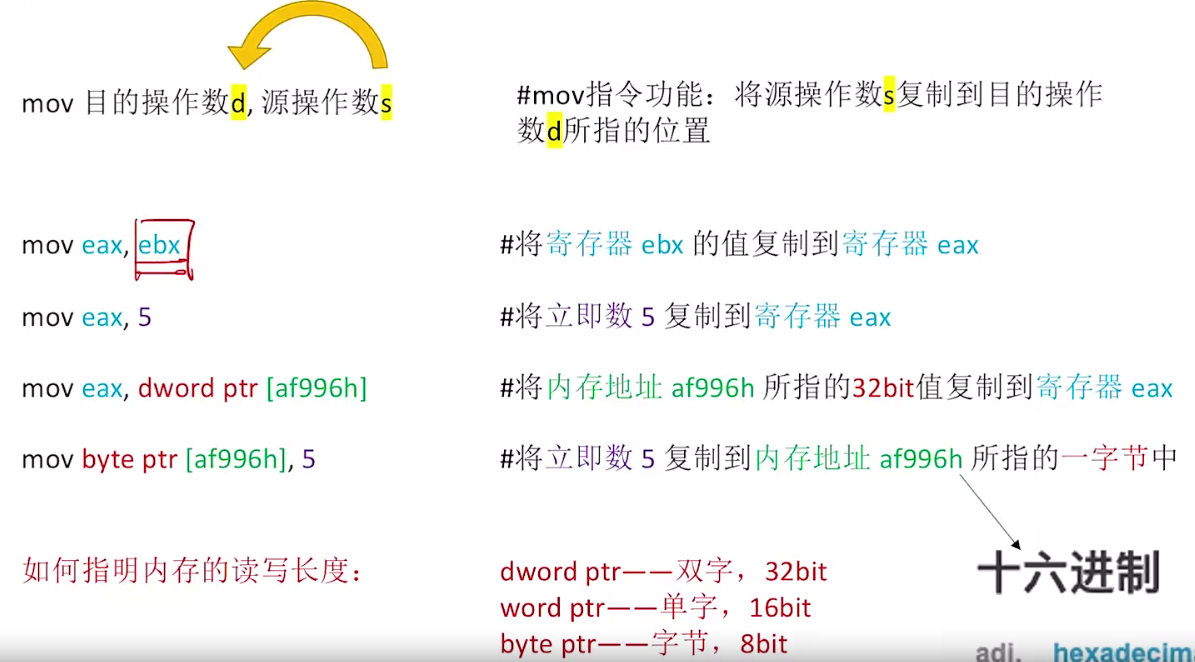 mov 目的操作数d, 源操作数s
#mov指令功能：将源操作数s复制到目的操作
数d所指的位置
mov eax, ebx
#将寄存器 ebx 的值复制到寄存器 eax
mov eax, 5
#将立即数 5 复制到寄存器 eax
mov eax, dword ptr [af996h]
#将内存地址 af996h 所指的32bit值复制到寄存器 eax
mov byte ptr [af996h], 5
#将立即数 5 复制到内存地址 af996h 所指的一字节中
如何指明内存的读写长度：
dword ptr——双字，32bit
word ptr——单字，16bit
byte ptr——字节，8bit
十六进制
adj.